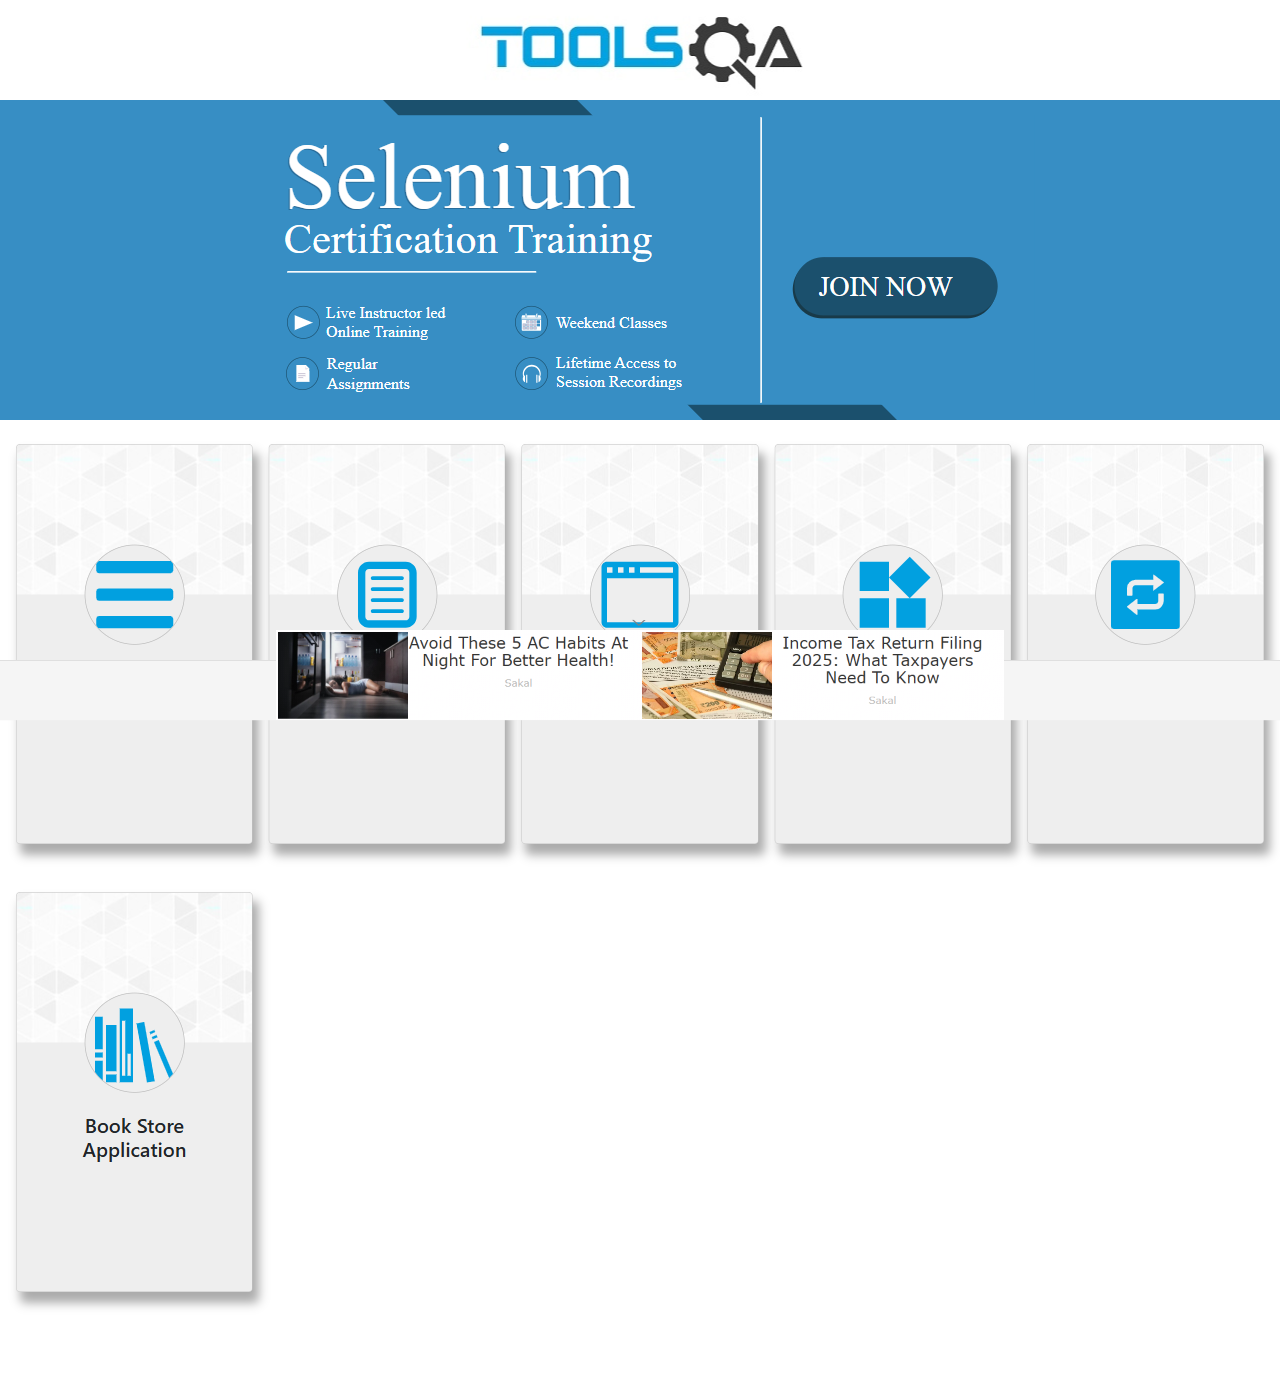 TOOLSQA
Selenium
Certification Training
JOIN NOW
Live Instructor led
Online Training
Weekend Classes
Regular
Assignments
Lifetime Access to
Session Recordings
Avoid These 5 AC Habits At
Night For Better Health!
Sakal
Income Tax Return Filing
2025: What Taxpayers
Need To Know
Sakal
Book Store
Application